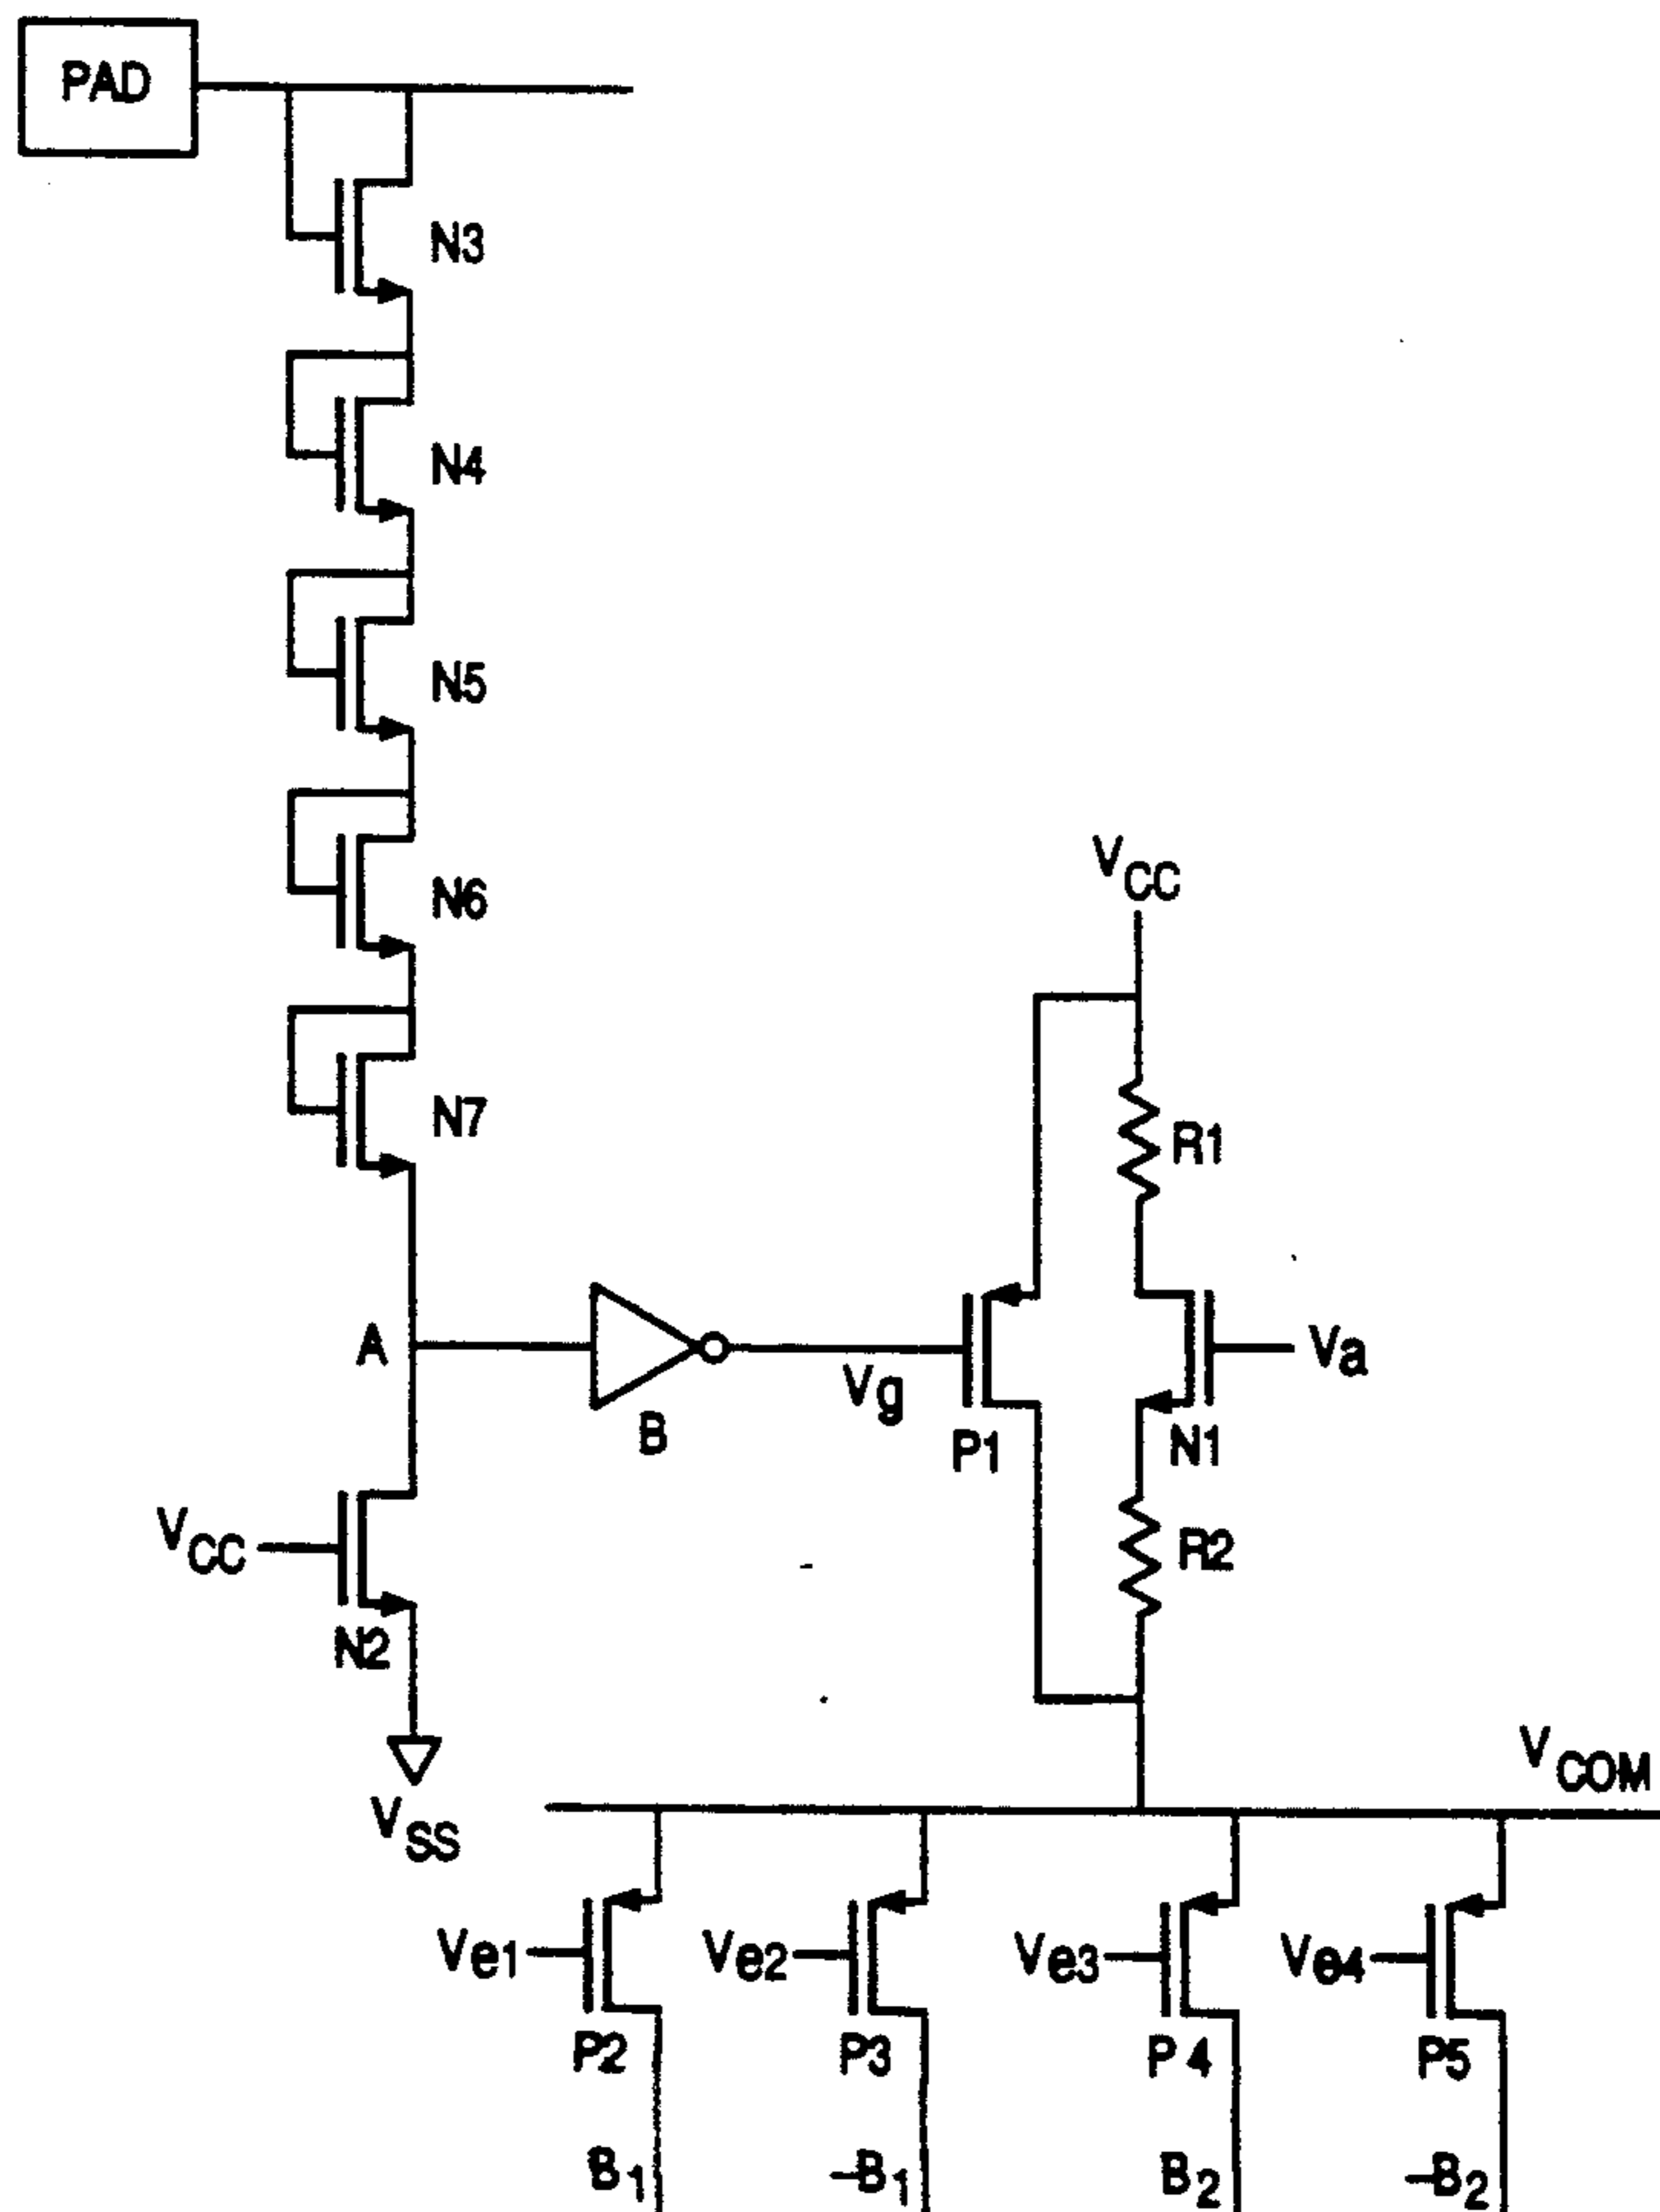 PAD
N3
N4
N5
N6
N7
VCC
R1
A
B
Vg
P1
N1
Va
VCC
N2
R2
VSS
VCOM
Ve1
Ve2
Ve3
Ve4
P2
P3
P4
P5
B1
-B1
B2
-B2